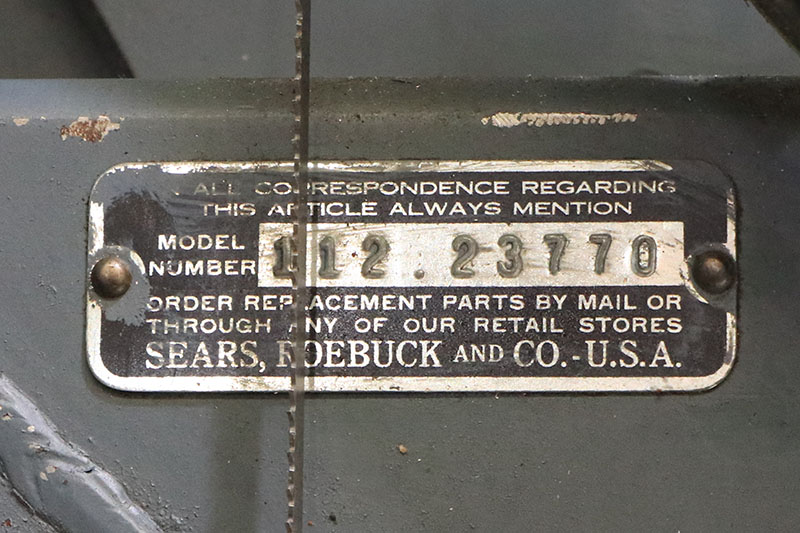 ALL CORRESPONDENCE REGARDING
THIS ARTICLE ALWAYS MENTION
MODEL NUMBER 112.23770
ORDER REPLACEMENT PARTS BY MAIL OR
THROUGH ANY OF OUR RETAIL STORES
SEARS, ROEBUCK AND CO.-U.S.A.